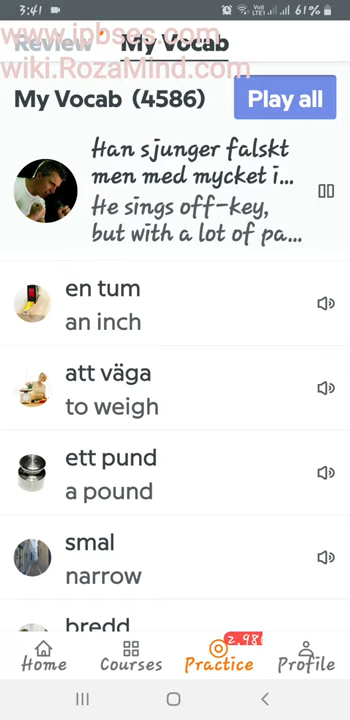 3:41
61%
www.ipbses.com
Review
My Vocab
wiki.RozaMind.com
My Vocab (4586)
Play all
Han sjunger falskt
men med mycket i...
He sings off-key,
but with a lot of pa...
en tum
an inch
att väga
to weigh
ett pund
a pound
smal
narrow
bredd
Home
Courses
Practice
Profile